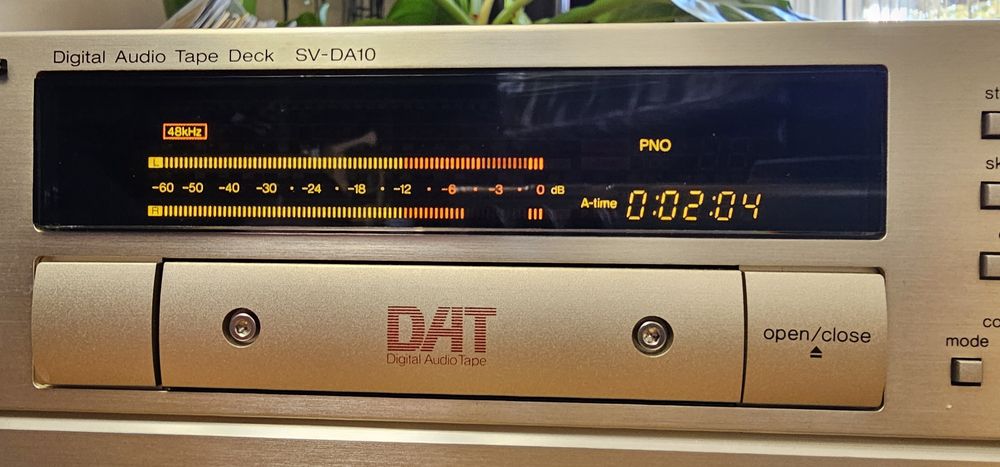 Digital Audio Tape Deck SV-DA10
48kHz
L
-60 -50 -40 -30 · -24 · -18 · -12 · -6 · -3 · 0 dB
R
PNO
A-time 0:02:04
DAT
Digital Audio Tape
open/close
mode